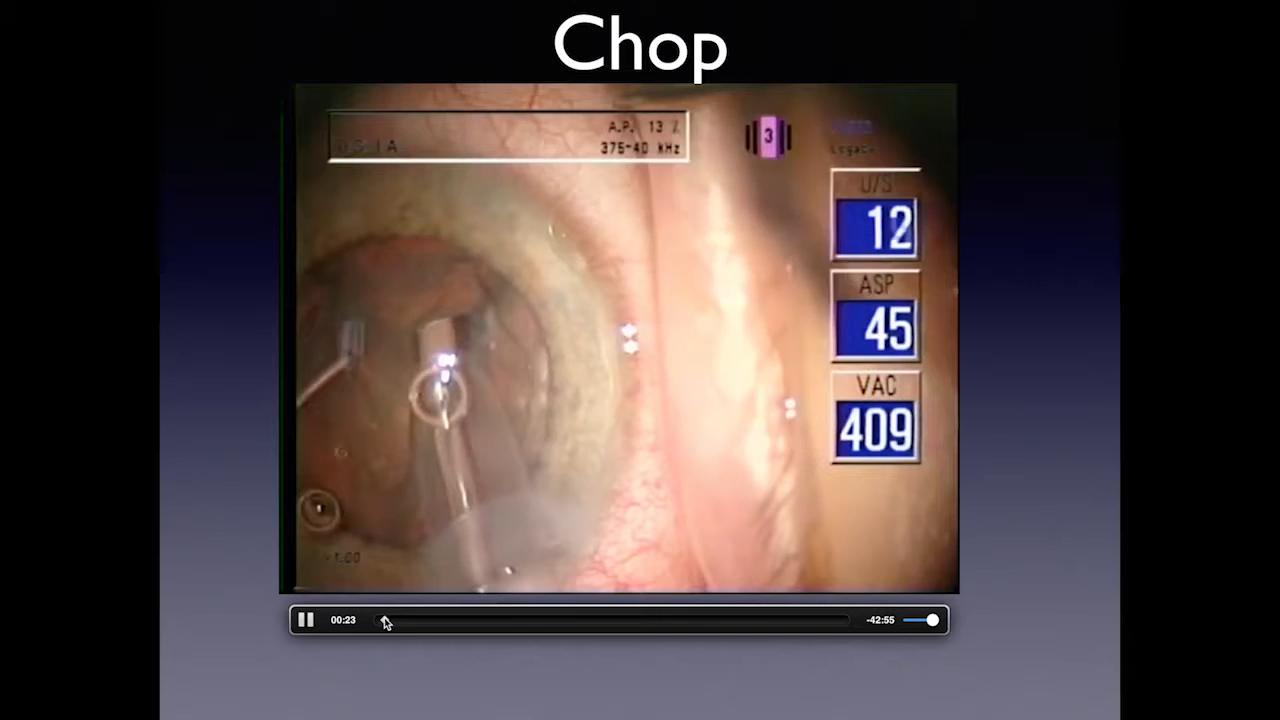 Chop
A.P. 13 %
U/S I A
375-40 kHz
3
Legacy
U/S
12
ASP
45
VAC
409
00:23
-42:55